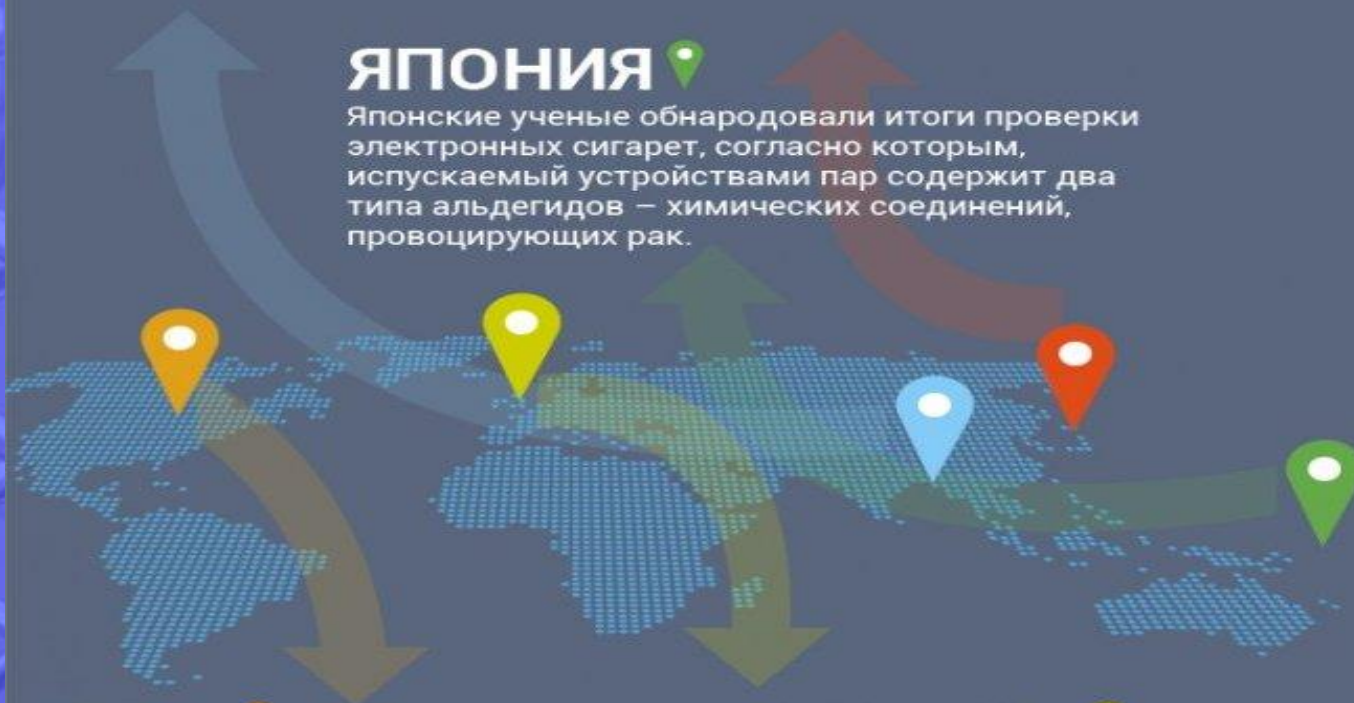 ЯПОНИЯ
Японские ученые обнародовали итоги проверки
электронных сигарет, согласно которым,
испускаемый устройствами пар содержит два
типа альдегидов – химических соединений,
провоцирующих рак.